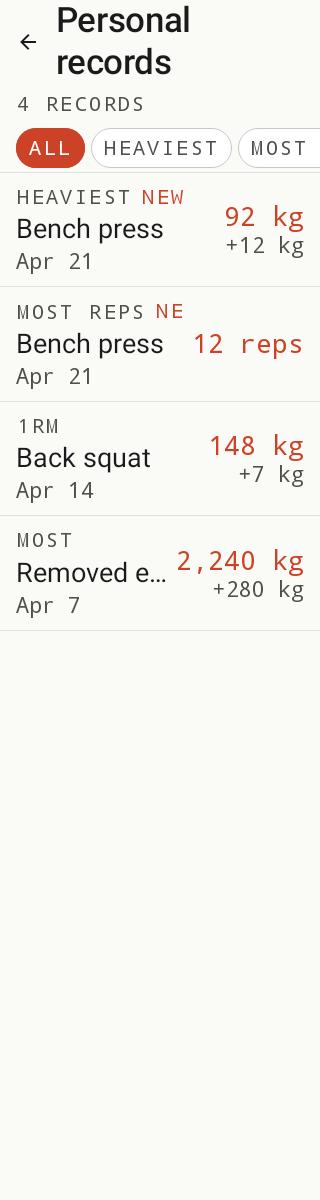 Personal
records
4 RECORDS
ALL
HEAVIEST
MOST
HEAVIEST NEW
Bench press
92 kg
+12 kg
Apr 21
MOST REPS NE
Bench press
12 reps
Apr 21
1RM
Back squat
148 kg
+7 kg
Apr 14
MOST
Removed e…
2,240 kg
+280 kg
Apr 7